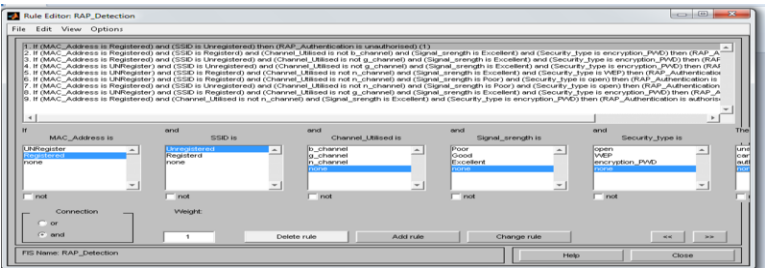 Rule Editor: RAP_Detection
File Edit View Options
1. If (MAC_Address is Registered) and (SSID is Unregistered) then (RAP_Authentication is unauthorised) (1)
2. If (MAC_Address is Registered) and (SSID is Registerd) and (Channel_Utilised is not b_channel) and (Signal_srength is Excellent) and (Security_type is encryption_PWD) then (RAP_A
3. If (MAC_Address is Registered) and (SSID is Unregistered) and (Channel_Utilised is not g_channel) and (Signal_srength is Excellent) and (Security_type is encryption_PWD) then (RAP
4. If (MAC_Address is UNRegister) and (SSID is Registerd) and (Channel_Utilised is not n_channel) and (Signal_srength is Excellent) and (Security_type is encryption_PWD) then (RAP
5. If (MAC_Address is UNRegister) and (SSID is Registerd) and (Channel_Utilised is not n_channel) and (Signal_srength is Excellent) and (Security_type is WEP) then (RAP_Authentication
6. If (MAC_Address is UNRegister) and (SSID is Registerd) and (Channel_Utilised is not n_channel) and (Signal_srength is Poor) and (Security_type is open) then (RAP_Authentication is
7. If (MAC_Address is Registered) and (SSID is Unregistered) and (Channel_Utilised is not n_channel) and (Signal_srength is Poor) and (Security_type is open) then (RAP_Authentication
8. If (MAC_Address is UNRegister) and (SSID is Registerd) and (Channel_Utilised is not g_channel) and (Signal_srength is Excellent) and (Security_type is encryption_PWD) then (RAP_A
9. If (MAC_Address is Registered) and (Channel_Utilised is not n_channel) and (Signal_srength is Excellent) and (Security_type is encryption_PWD) then (RAP_Authentication is authoris
If and and and and The
MAC_Address is SSID is Channel_Utilised is Signal_srength is Security_type is
UNRegister Unregistered b_channel Poor open una
Registered Registerd g_channel Good WEP car
none none n_channel Excellent encryption_PWD aut
none none none non
not not not not not
Connection Weight:
or
and 1 Delete rule Add rule Change rule << >>
FIS Name: RAP_Detection Help Close